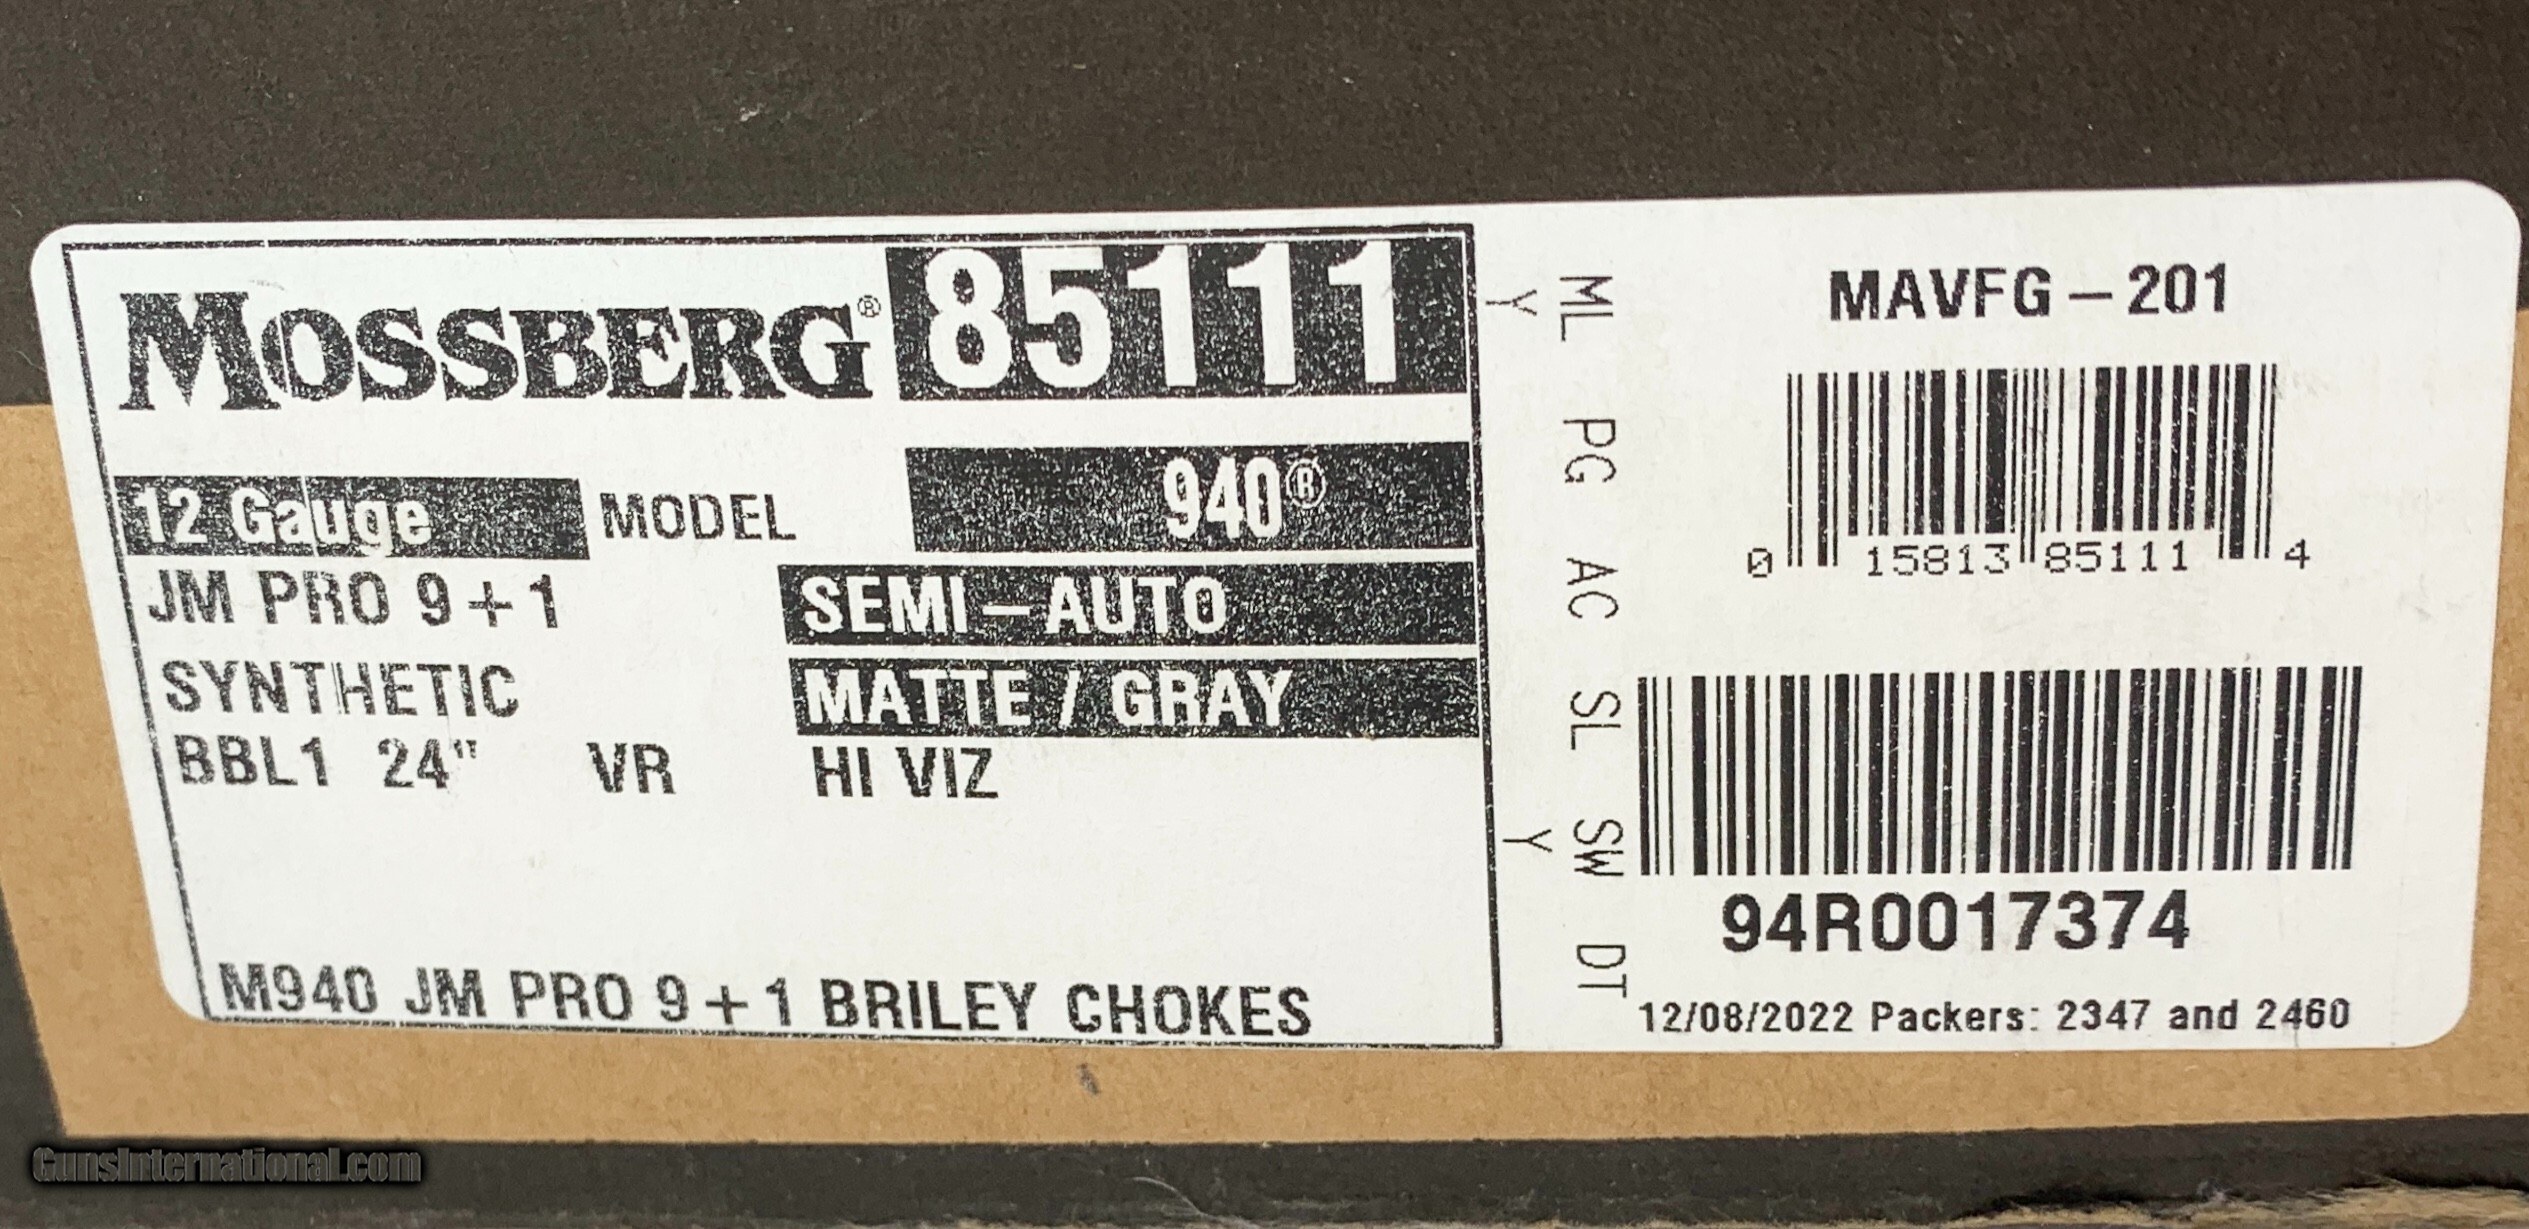 MOSSBERG® 85111
12 Gauge MODEL 940®
JM PRO 9+1 SEMI-AUTO
SYNTHETIC MATTE / GRAY
BBL1 24" VR HI VIZ
M940 JM PRO 9+1 BRILEY CHOKES
ML PG AC SL SW DT
Y Y
MAVFG-201
0 15813 85111 4
94R0017374
12/08/2022 Packers: 2347 and 2460
GunsInternational.com